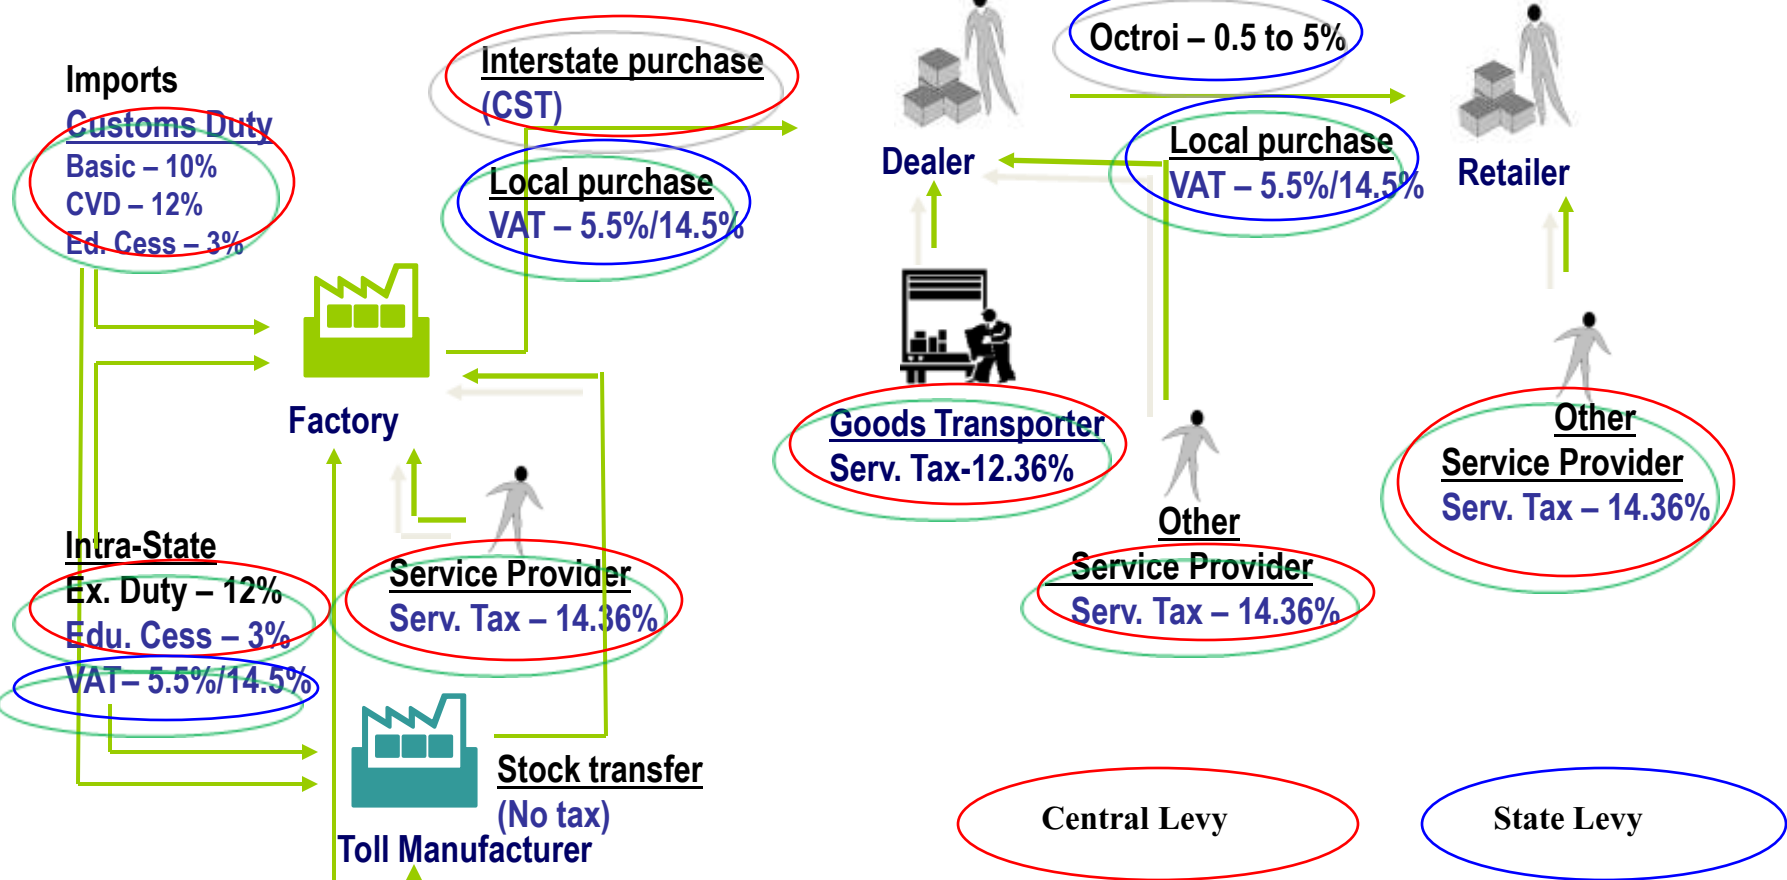 Imports
Customs Duty
Basic – 10%
CVD – 12%
Ed. Cess – 3%
Interstate purchase
(CST)
Local purchase
VAT – 5.5%/14.5%
Octroi – 0.5 to 5%
Dealer
Local purchase
VAT – 5.5%/14.5%
Retailer
Factory
Goods Transporter
Serv. Tax-12.36%
Other
Service Provider
Serv. Tax – 14.36%
Other
Service Provider
Serv. Tax – 14.36%
Intra-State
Ex. Duty – 12%
Edu. Cess – 3%
VAT– 5.5%/14.5%
Service Provider
Serv. Tax – 14.36%
Stock transfer
(No tax)
Toll Manufacturer
Central Levy
State Levy